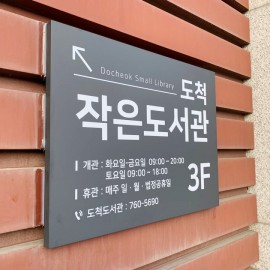 Docheok Small Library
도척
작은도서관
개관 : 화요일-금요일 09:00~20:00
토요일 09:00~18:00
휴관 : 매주 일·월·법정공휴일
도척도서관 : 760-5690
3F